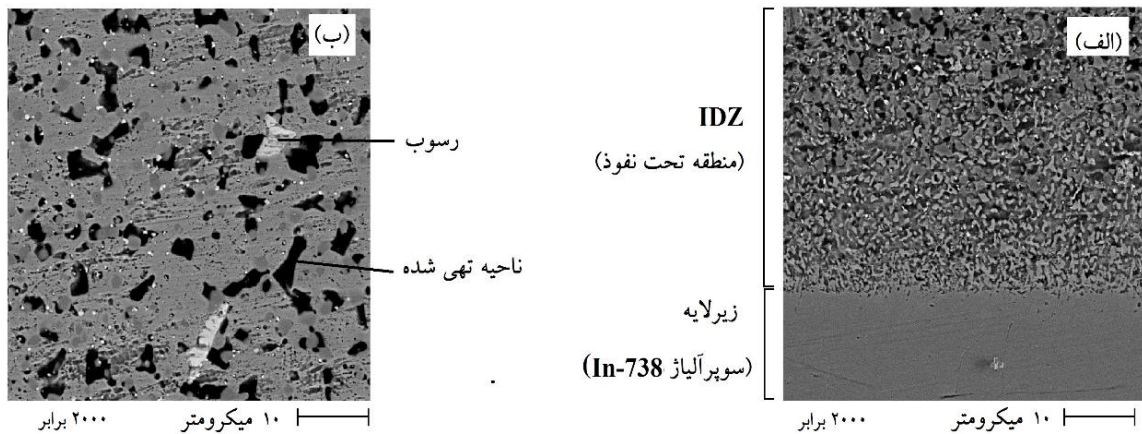 (الف)
IDZ
(منطقه تحت نفوذ)
زیرلایه
(سوپرآلیاژ In-738)
۱۰ میکرومتر
۲۰۰۰ برابر
(ب)
رسوب
ناحیه تهی شده
۱۰ میکرومتر
۲۰۰۰ برابر